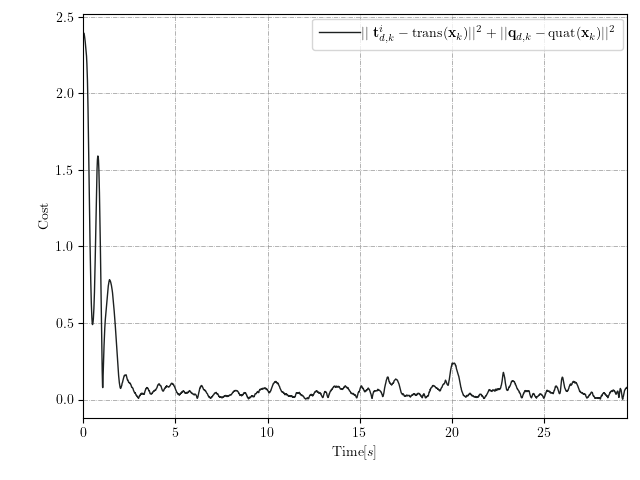 || t^i_{d,k} − trans(x_k)||² + ||q_{d,k} − quat(x_k)||²
2.5
2.0
1.5
1.0
0.5
0.0
Cost
0 5 10 15 20 25
Time[s]